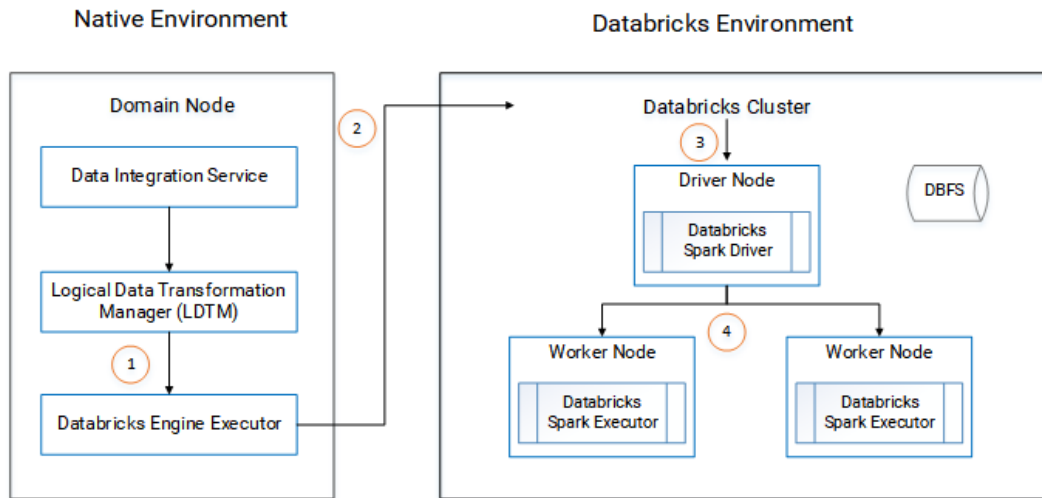 Native Environment
Databricks Environment
Domain Node
Data Integration Service
Logical Data Transformation
Manager (LDTM)
1
Databricks Engine Executor
2
Databricks Cluster
3
Driver Node
Databricks
Spark Driver
DBFS
4
Worker Node
Databricks
Spark Executor
Worker Node
Databricks
Spark Executor